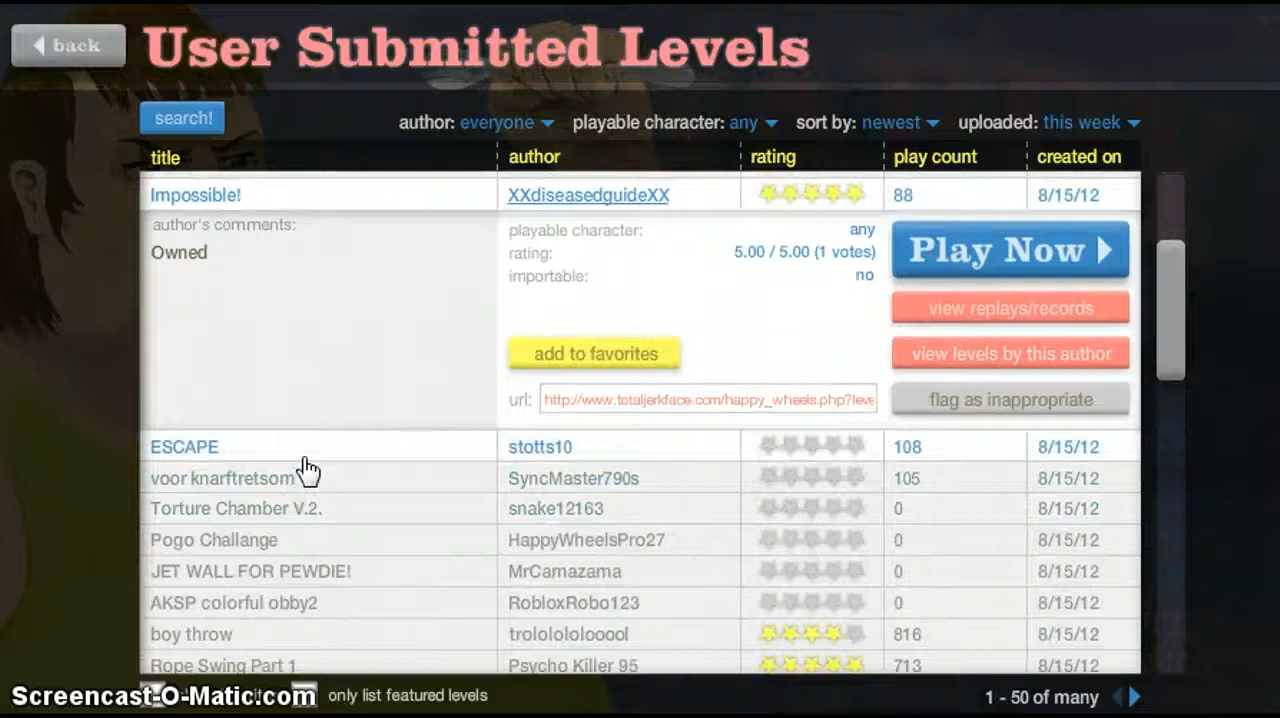 back
User Submitted Levels
search!
author: everyone playable character: any sort by: newest uploaded: this week
title author rating play count created on
Impossible! XXdiseasedguideXX 88 8/15/12
author's comments:
Owned
playable character: any
rating: 5.00 / 5.00 (1 votes)
importable: no
Play Now
view replays/records
add to favorites
view levels by this author
url: http://www.totaljerkface.com/happy_wheels.php?leve
flag as inappropriate
ESCAPE stotts10 108 8/15/12
voor knarftretsom SyncMaster790s 105 8/15/12
Torture Chamber V.2. snake12163 0 8/15/12
Pogo Challange HappyWheelsPro27 0 8/15/12
JET WALL FOR PEWDIE! MrCamazama 0 8/15/12
AKSP colorful obby2 RobloxRobo123 0 8/15/12
boy throw trololololoool 816 8/15/12
Rope Swing Part 1 Psycho Killer 95 713 8/15/12
Screencast-O-Matic.com only list featured levels 1 - 50 of many